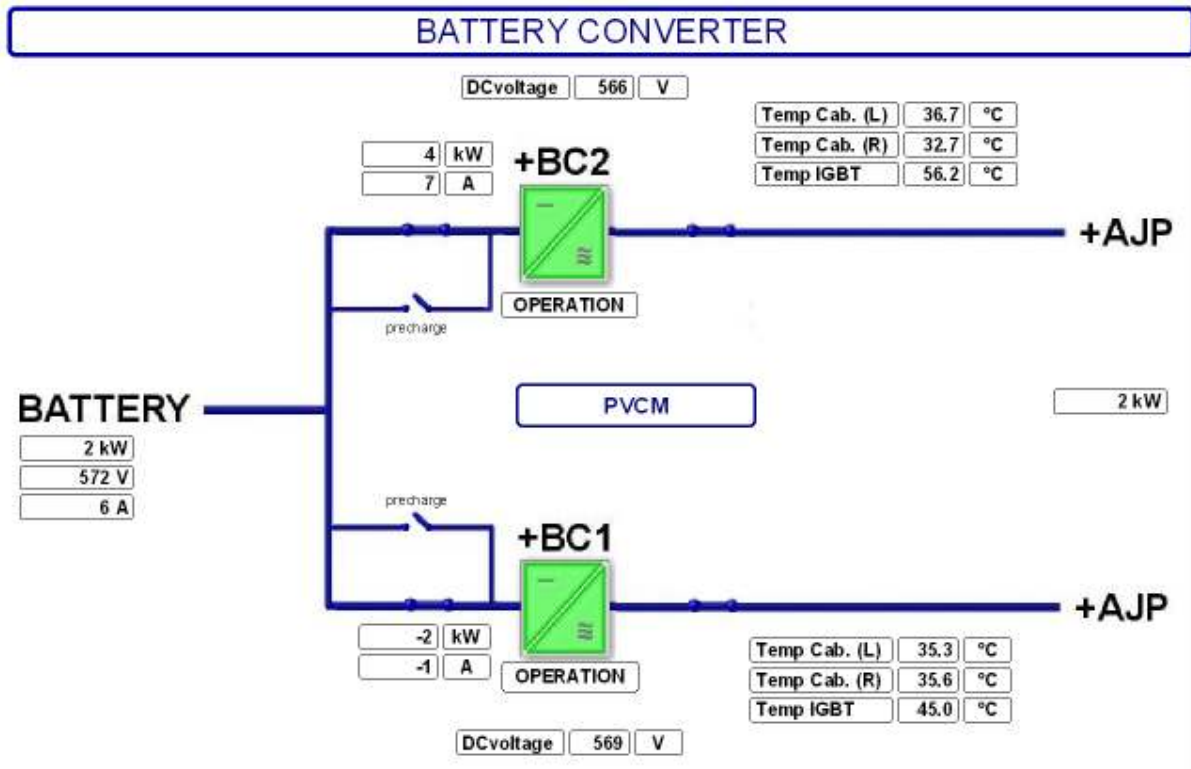 BATTERY CONVERTER
DCvoltage 566 V
Temp Cab. (L) 36.7 °C
Temp Cab. (R) 32.7 °C
Temp IGBT 56.2 °C
4 kW
7 A
+BC2
+AJP
OPERATION
precharge
BATTERY
2 kW
572 V
6 A
PVCM
2 kW
precharge
+BC1
+AJP
-2 kW
-1 A
OPERATION
Temp Cab. (L) 35.3 °C
Temp Cab. (R) 35.6 °C
Temp IGBT 45.0 °C
DCvoltage 569 V